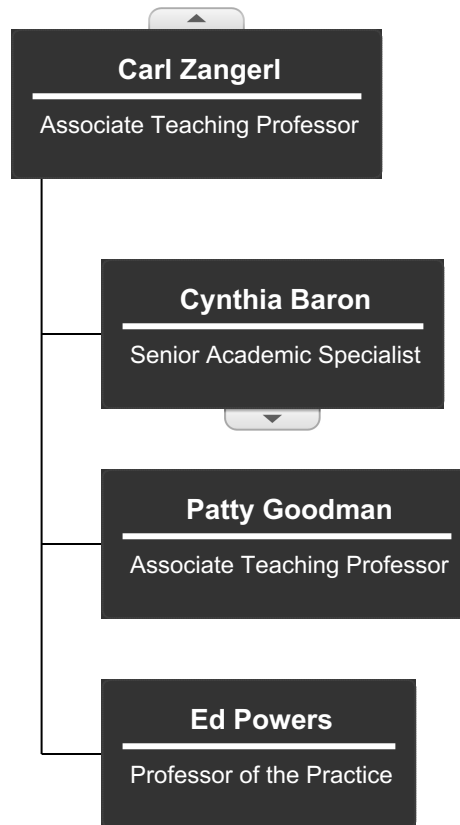 Carl Zangerl
Associate Teaching Professor
Cynthia Baron
Senior Academic Specialist
Patty Goodman
Associate Teaching Professor
Ed Powers
Professor of the Practice